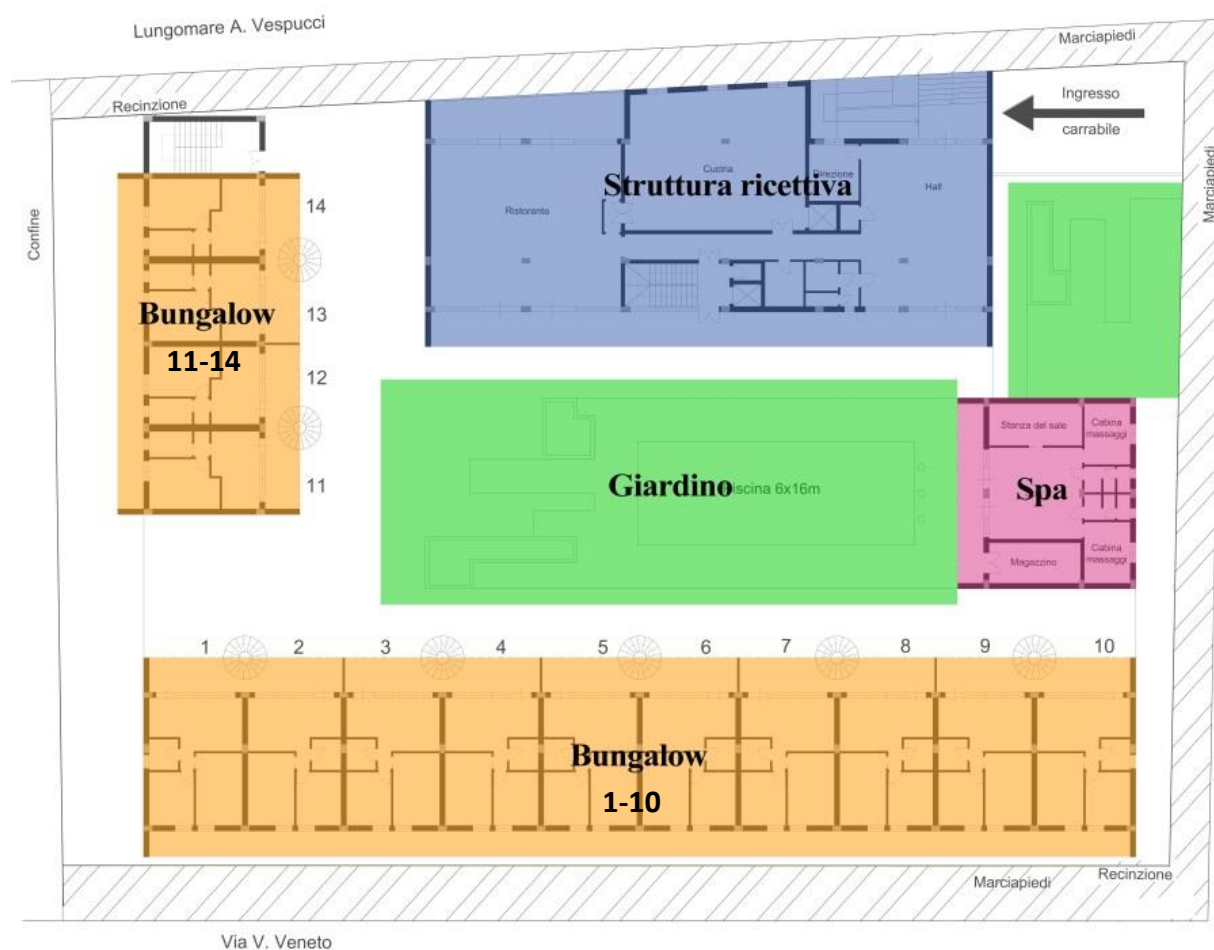 Lungomare A. Vespucci
Marciapiedi
Recinzione
Ingresso
carrabile
Marciapiedi
Confine
Cucina
Direzione
Struttura ricettiva
Ristorante
Hall
14
Bungalow
13
11-14
12
11
Stanza del sale
Cabina
massaggi
Giardino
piscina 6x16m
Spa
Magazzino
Cabina
massaggi
1
2
3
4
5
6
7
8
9
10
Bungalow
1-10
Marciapiedi
Recinzione
Via V. Veneto